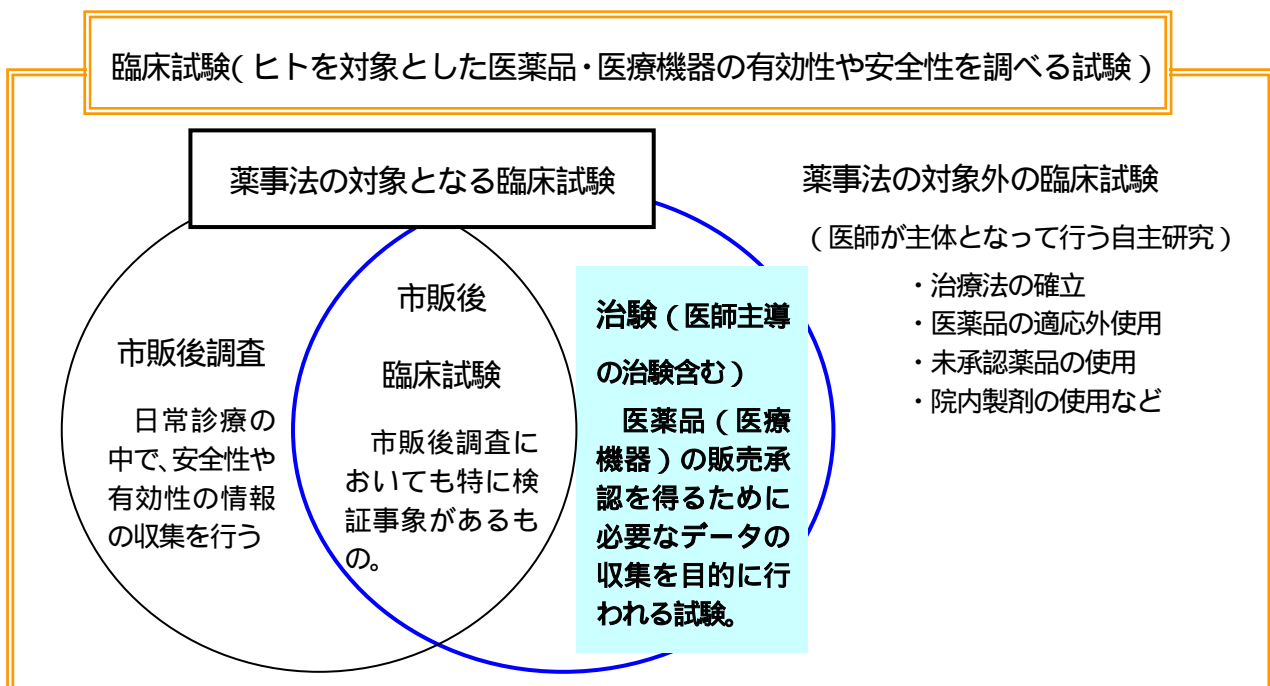 臨床試験(ヒトを対象とした医薬品・医療機器の有効性や安全性を調べる試験)
薬事法の対象となる臨床試験
市販後調査
日常診療の
中で、安全性や
有効性の情報
の収集を行う
市販後
臨床試験
市販後調査に
おいても特に検
証事象があるも
の。
治験(医師主導
の治験含む)
医薬品(医療
機器)の販売承
認を得るために
必要なデータの
収集を目的に行
われる試験。
薬事法の対象外の臨床試験
(医師が主体となって行う自主研究)
・治療法の確立
・医薬品の適応外使用
・未承認薬品の使用
・院内製剤の使用など